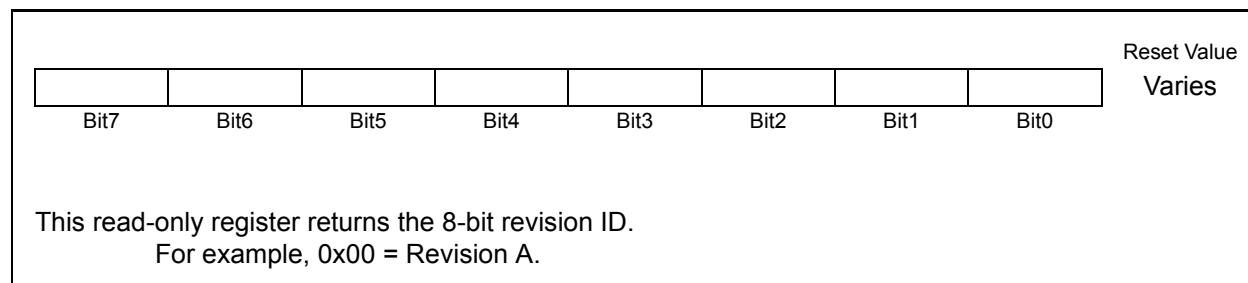 Reset Value
Varies
Bit7 Bit6 Bit5 Bit4 Bit3 Bit2 Bit1 Bit0
This read-only register returns the 8-bit revision ID.
For example, 0x00 = Revision A.